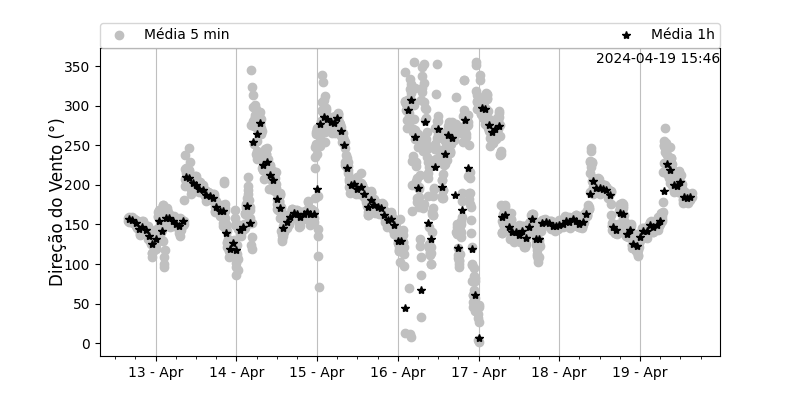 Média 5 min
Média 1h
2024-04-19 15:46
Direção do Vento (°)
350
300
250
200
150
100
50
0
13 - Apr
14 - Apr
15 - Apr
16 - Apr
17 - Apr
18 - Apr
19 - Apr